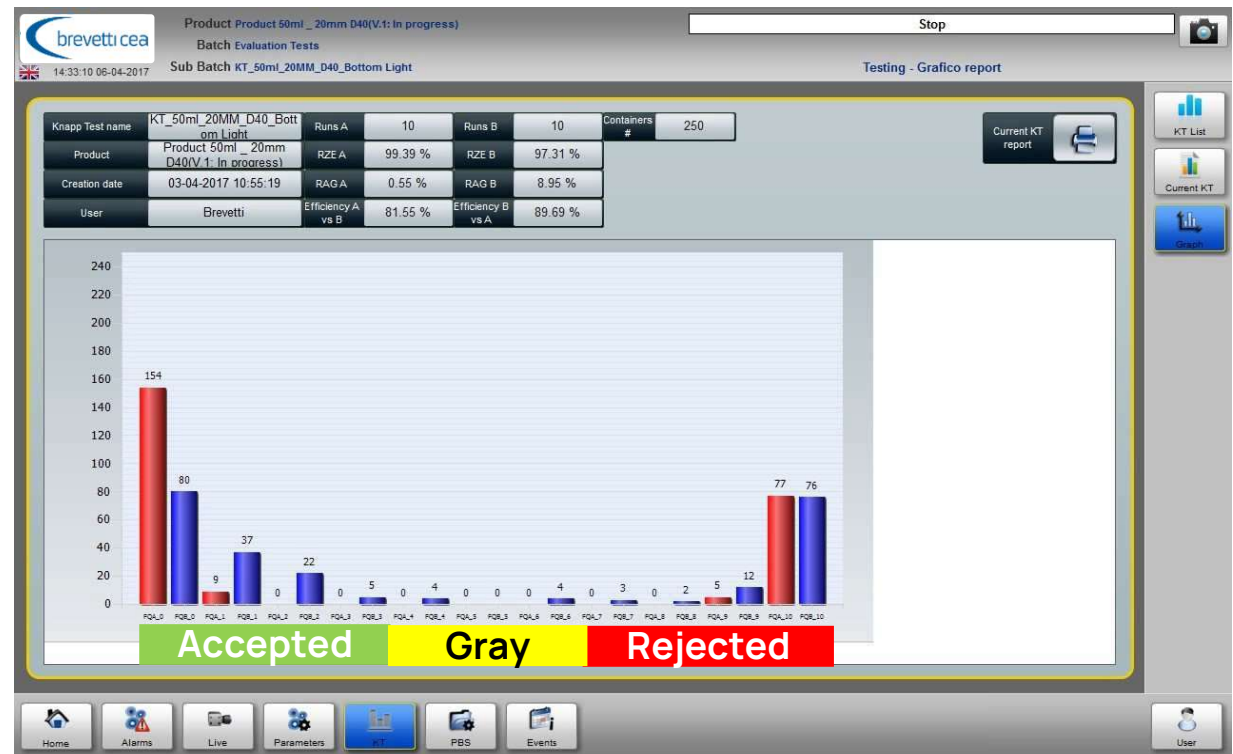 brevetti cea
Product Product 50ml _ 20mm D40(V.1: In progress)
Batch Evaluation Tests
Sub Batch KT_50ml_20MM_D40_Bottom Light
14:33:10 06-04-2017
Stop
Testing - Grafico report
Knapp Test name KT_50ml_20MM_D40_Bott
om Light
Runs A 10 Runs B 10 Containers
# 250
Product Product 50ml _ 20mm
D40(V.1: In progress)
RZE A 99.39 % RZE B 97.31 %
Creation date 03-04-2017 10:55:19 RAG A 0.55 % RAG B 8.95 %
User Brevetti Efficiency A
vs B 81.55 % Efficiency B
vs A 89.69 %
Current KT
report
KT List
Current KT
Graph
240
220
200
180
160
140
120
100
80
60
40
20
0
154 80 9 37 0 22 0 5 0 4 0 0 0 4 0 3 0 2 5 12 77 76
FQA_0 FQB_0 FQA_1 FQB_1 FQA_2 FQB_2 FQA_3 FQB_3 FQA_4 FQB_4 FQA_5 FQB_5 FQA_6 FQB_6 FQA_7 FQB_7 FQA_8 FQB_8 FQA_9 FQB_9 FQA_10 FQB_10
Accepted Gray Rejected
Home Alarms Live Parameters KT PBS Events User